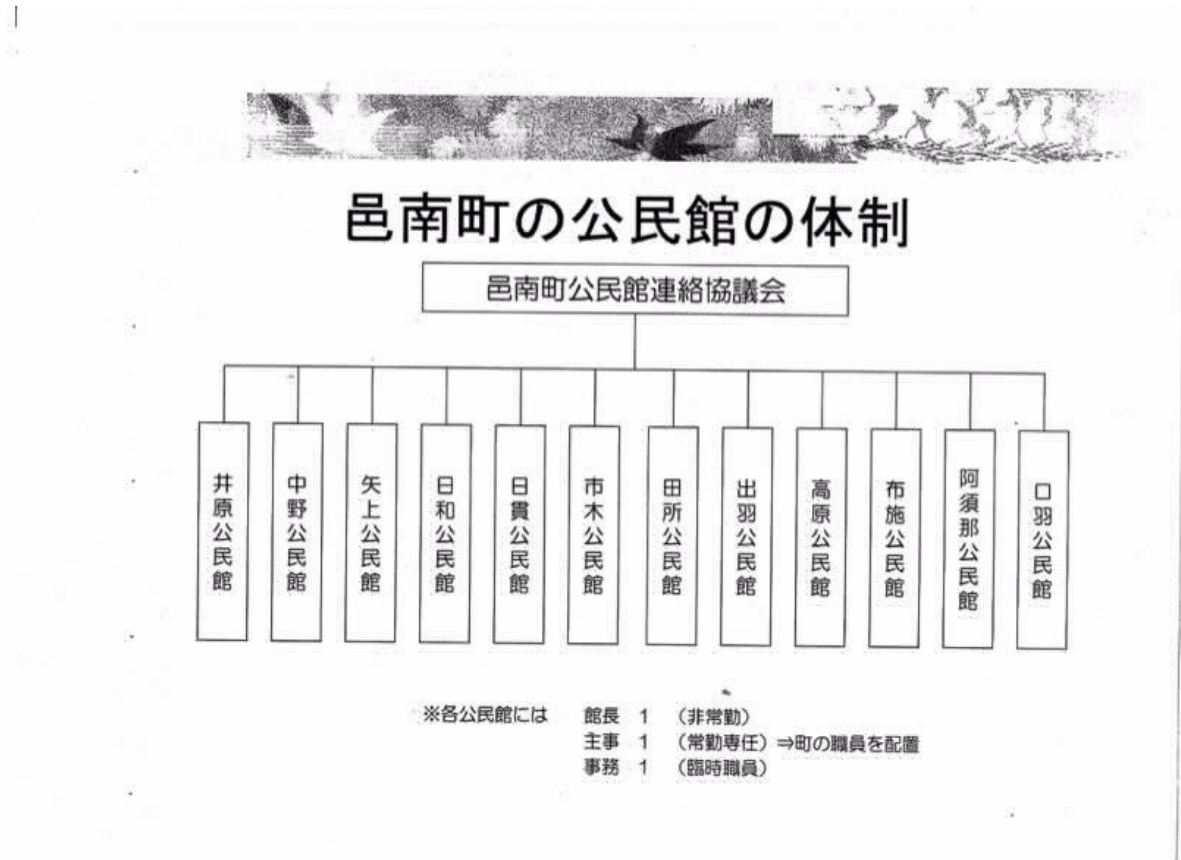 邑南町の公民館の体制
邑南町公民館連絡協議会
井原公民館
中野公民館
矢上公民館
日和公民館
日貫公民館
市木公民館
田所公民館
出羽公民館
高原公民館
布施公民館
阿須那公民館
口羽公民館
※各公民館には 館長 1 （非常勤）
主事 1 （常勤専任）⇒町の職員を配置
事務 1 （臨時職員）